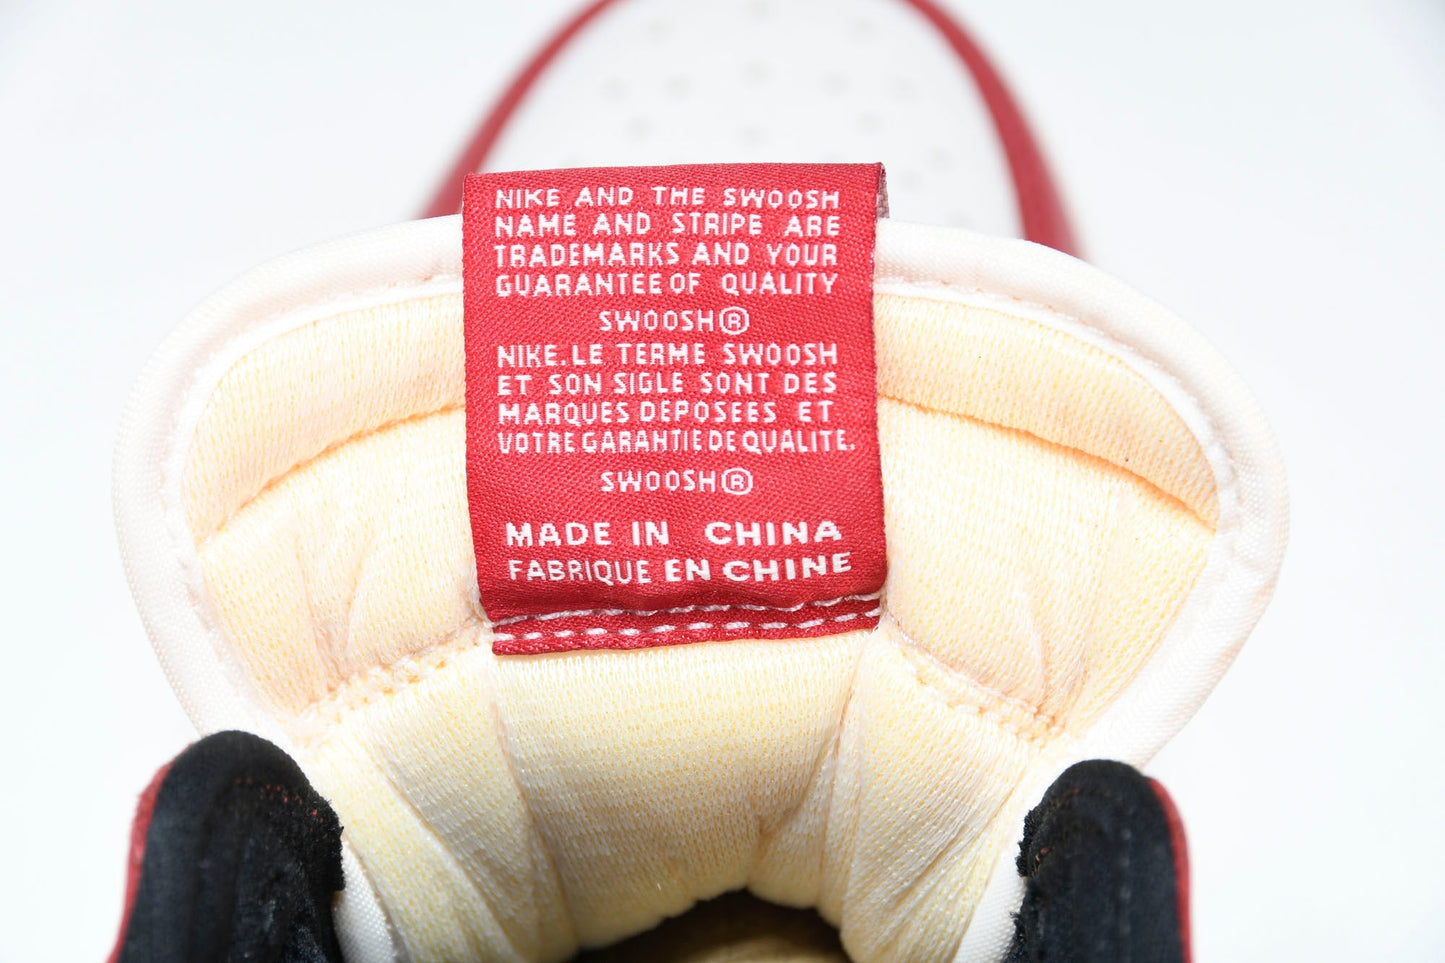 NIKE AND THE SWOOSH
NAME AND STRIPE ARE
TRADEMARKS AND YOUR
GUARANTEE OF QUALITY
SWOOSH®
NIKE.LE TERME SWOOSH
ET SON SIGLE SONT DES
MARQUES DEPOSEES ET
VOTRE GARANTIE DE QUALITE.
SWOOSH®
MADE IN CHINA
FABRIQUE EN CHINE